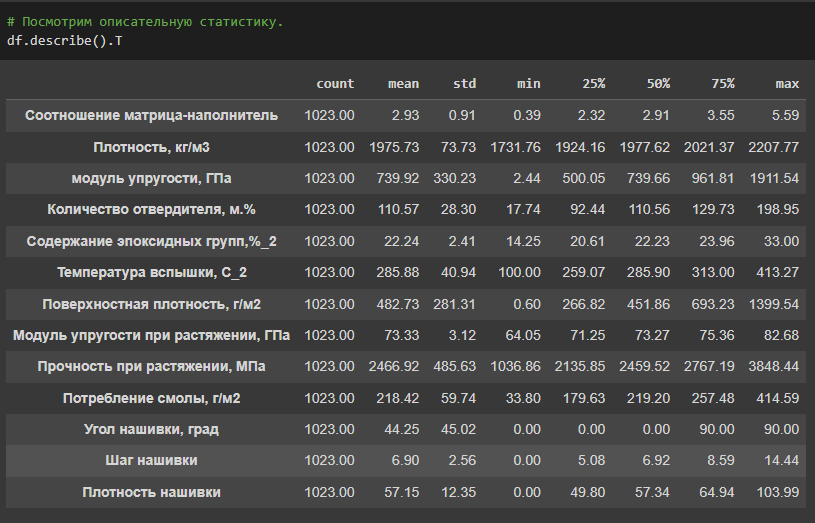 # Посмотрим описательную статистику.
df.describe().T
count mean std min 25% 50% 75% max
Соотношение матрица-наполнитель 1023.00 2.93 0.91 0.39 2.32 2.91 3.55 5.59
Плотность, кг/м3 1023.00 1975.73 73.73 1731.76 1924.16 1977.62 2021.37 2207.77
модуль упругости, ГПа 1023.00 739.92 330.23 2.44 500.05 739.66 961.81 1911.54
Количество отвердителя, м.% 1023.00 110.57 28.30 17.74 92.44 110.56 129.73 198.95
Содержание эпоксидных групп,%_2 1023.00 22.24 2.41 14.25 20.61 22.23 23.96 33.00
Температура вспышки, С_2 1023.00 285.88 40.94 100.00 259.07 285.90 313.00 413.27
Поверхностная плотность, г/м2 1023.00 482.73 281.31 0.60 266.82 451.86 693.23 1399.54
Модуль упругости при растяжении, ГПа 1023.00 73.33 3.12 64.05 71.25 73.27 75.36 82.68
Прочность при растяжении, МПа 1023.00 2466.92 485.63 1036.86 2135.85 2459.52 2767.19 3848.44
Потребление смолы, г/м2 1023.00 218.42 59.74 33.80 179.63 219.20 257.48 414.59
Угол нашивки, град 1023.00 44.25 45.02 0.00 0.00 0.00 90.00 90.00
Шаг нашивки 1023.00 6.90 2.56 0.00 5.08 6.92 8.59 14.44
Плотность нашивки 1023.00 57.15 12.35 0.00 49.80 57.34 64.94 103.99